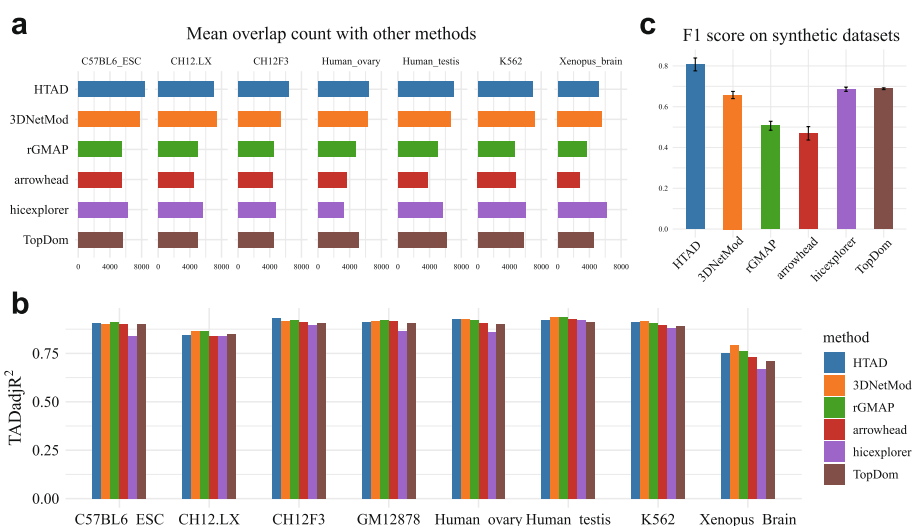 a
Mean overlap count with other methods
C57BL6_ESC CH12.LX CH12F3 Human_ovary Human_testis K562 Xenopus_brain
HTAD
3DNetMod
rGMAP
arrowhead
hicexplorer
TopDom
0 4000 8000 0 4000 8000 0 4000 8000 0 4000 8000 0 4000 8000 0 4000 8000 0 4000 8000
c
F1 score on synthetic datasets
0.8
0.6
0.4
0.2
0.0
HTAD 3DNetMod rGMAP arrowhead hicexplorer TopDom
b
TADadjR²
0.75
0.50
0.25
0.00
C57BL6_ESC CH12.LX CH12F3 GM12878 Human_ovary Human_testis K562 Xenopus_Brain
method
HTAD
3DNetMod
rGMAP
arrowhead
hicexplorer
TopDom